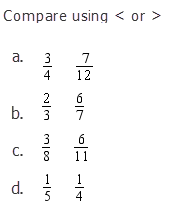 Compare using < or >
a. 3/4 7/12
b. 2/3 6/7
c. 3/8 6/11
d. 1/5 1/4